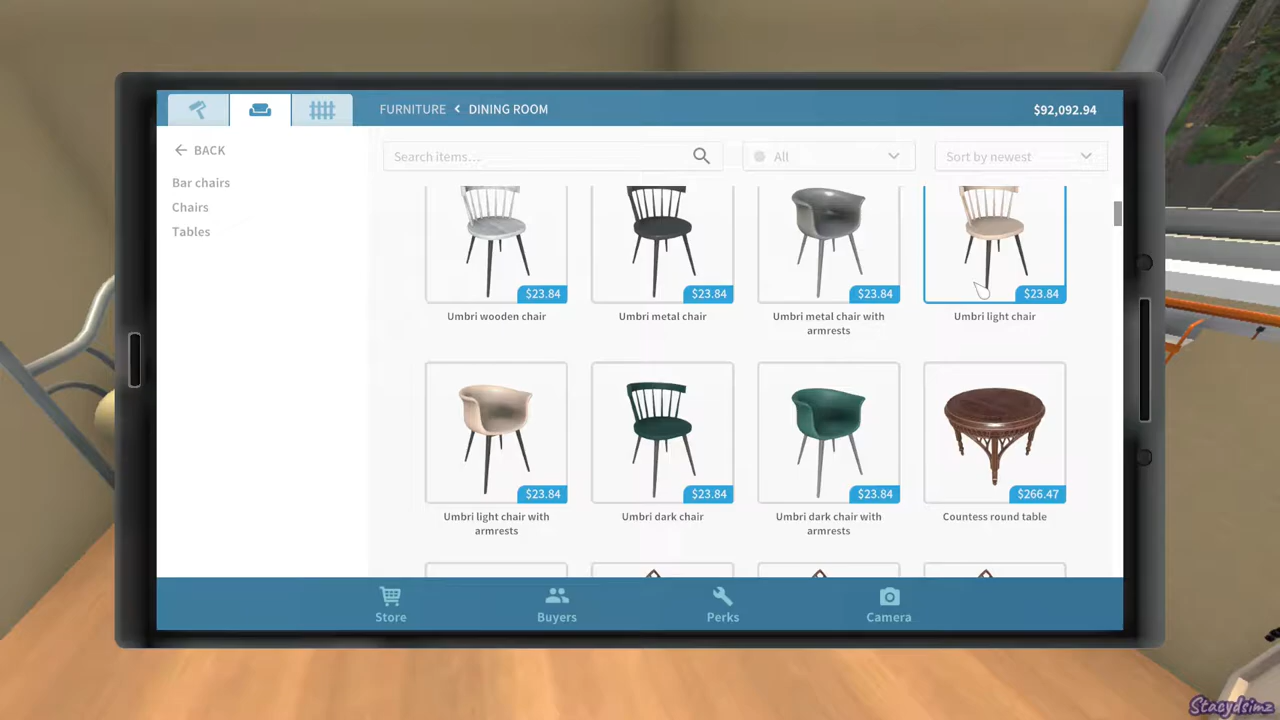 FURNITURE < DINING ROOM
$92,092.94
BACK
Search items...
All
Sort by newest
Bar chairs
Chairs
Tables
$23.84
$23.84
$23.84
$23.84
Umbri wooden chair
Umbri metal chair
Umbri metal chair with
armrests
Umbri light chair
$23.84
$23.84
$23.84
$266.47
Umbri light chair with
armrests
Umbri dark chair
Umbri dark chair with
armrests
Countess round table
Store
Buyers
Perks
Camera
Stacydsimz